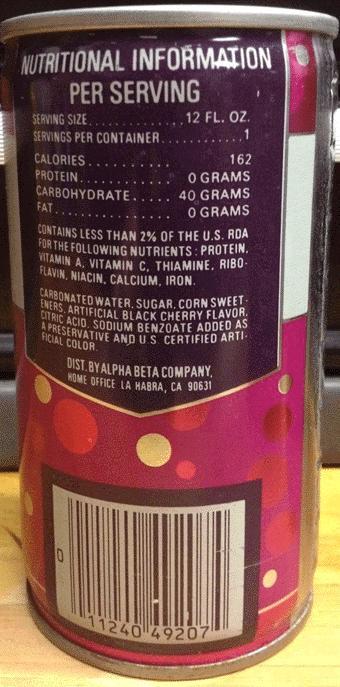 NUTRITIONAL INFORMATION
PER SERVING
SERVING SIZE.............12 FL. OZ.
SERVINGS PER CONTAINER............1
CALORIES............ 162
PROTEIN............. 0 GRAMS
CARBOHYDRATE..... 40 GRAMS
FAT.................. 0 GRAMS
CONTAINS LESS THAN 2% OF THE U.S. RDA
FOR THE FOLLOWING NUTRIENTS: PROTEIN,
VITAMIN A, VITAMIN C, THIAMINE, RIBO-
FLAVIN, NIACIN, CALCIUM, IRON.
CARBONATED WATER, SUGAR, CORN SWEET-
ENERS, ARTIFICIAL BLACK CHERRY FLAVOR,
CITRIC ACID, SODIUM BENZOATE ADDED AS
A PRESERVATIVE AND U.S. CERTIFIED ARTI-
FICIAL COLOR.
DIST. BY ALPHA BETA COMPANY,
HOME OFFICE LA HABRA, CA 90631
0
11240 49207